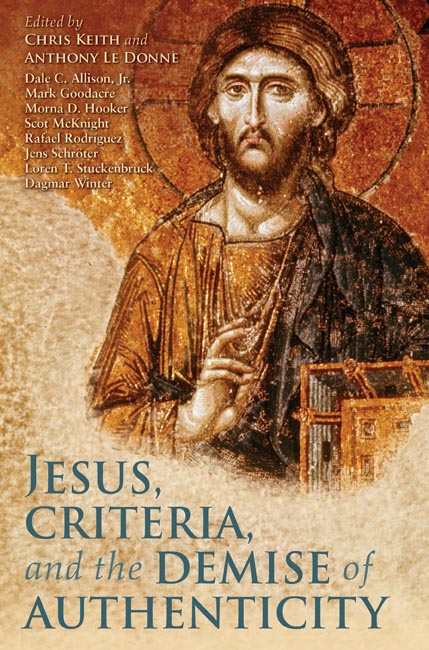 Edited by
CHRIS KEITH and
ANTHONY LE DONNE
Dale C. Allison, Jr.
Mark Goodacre
Morna D. Hooker
Scot McKnight
Rafael Rodríguez
Jens Schröter
Loren T. Stuckenbruck
Dagmar Winter
JESUS,
CRITERIA,
and the DEMISE of
AUTHENTICITY